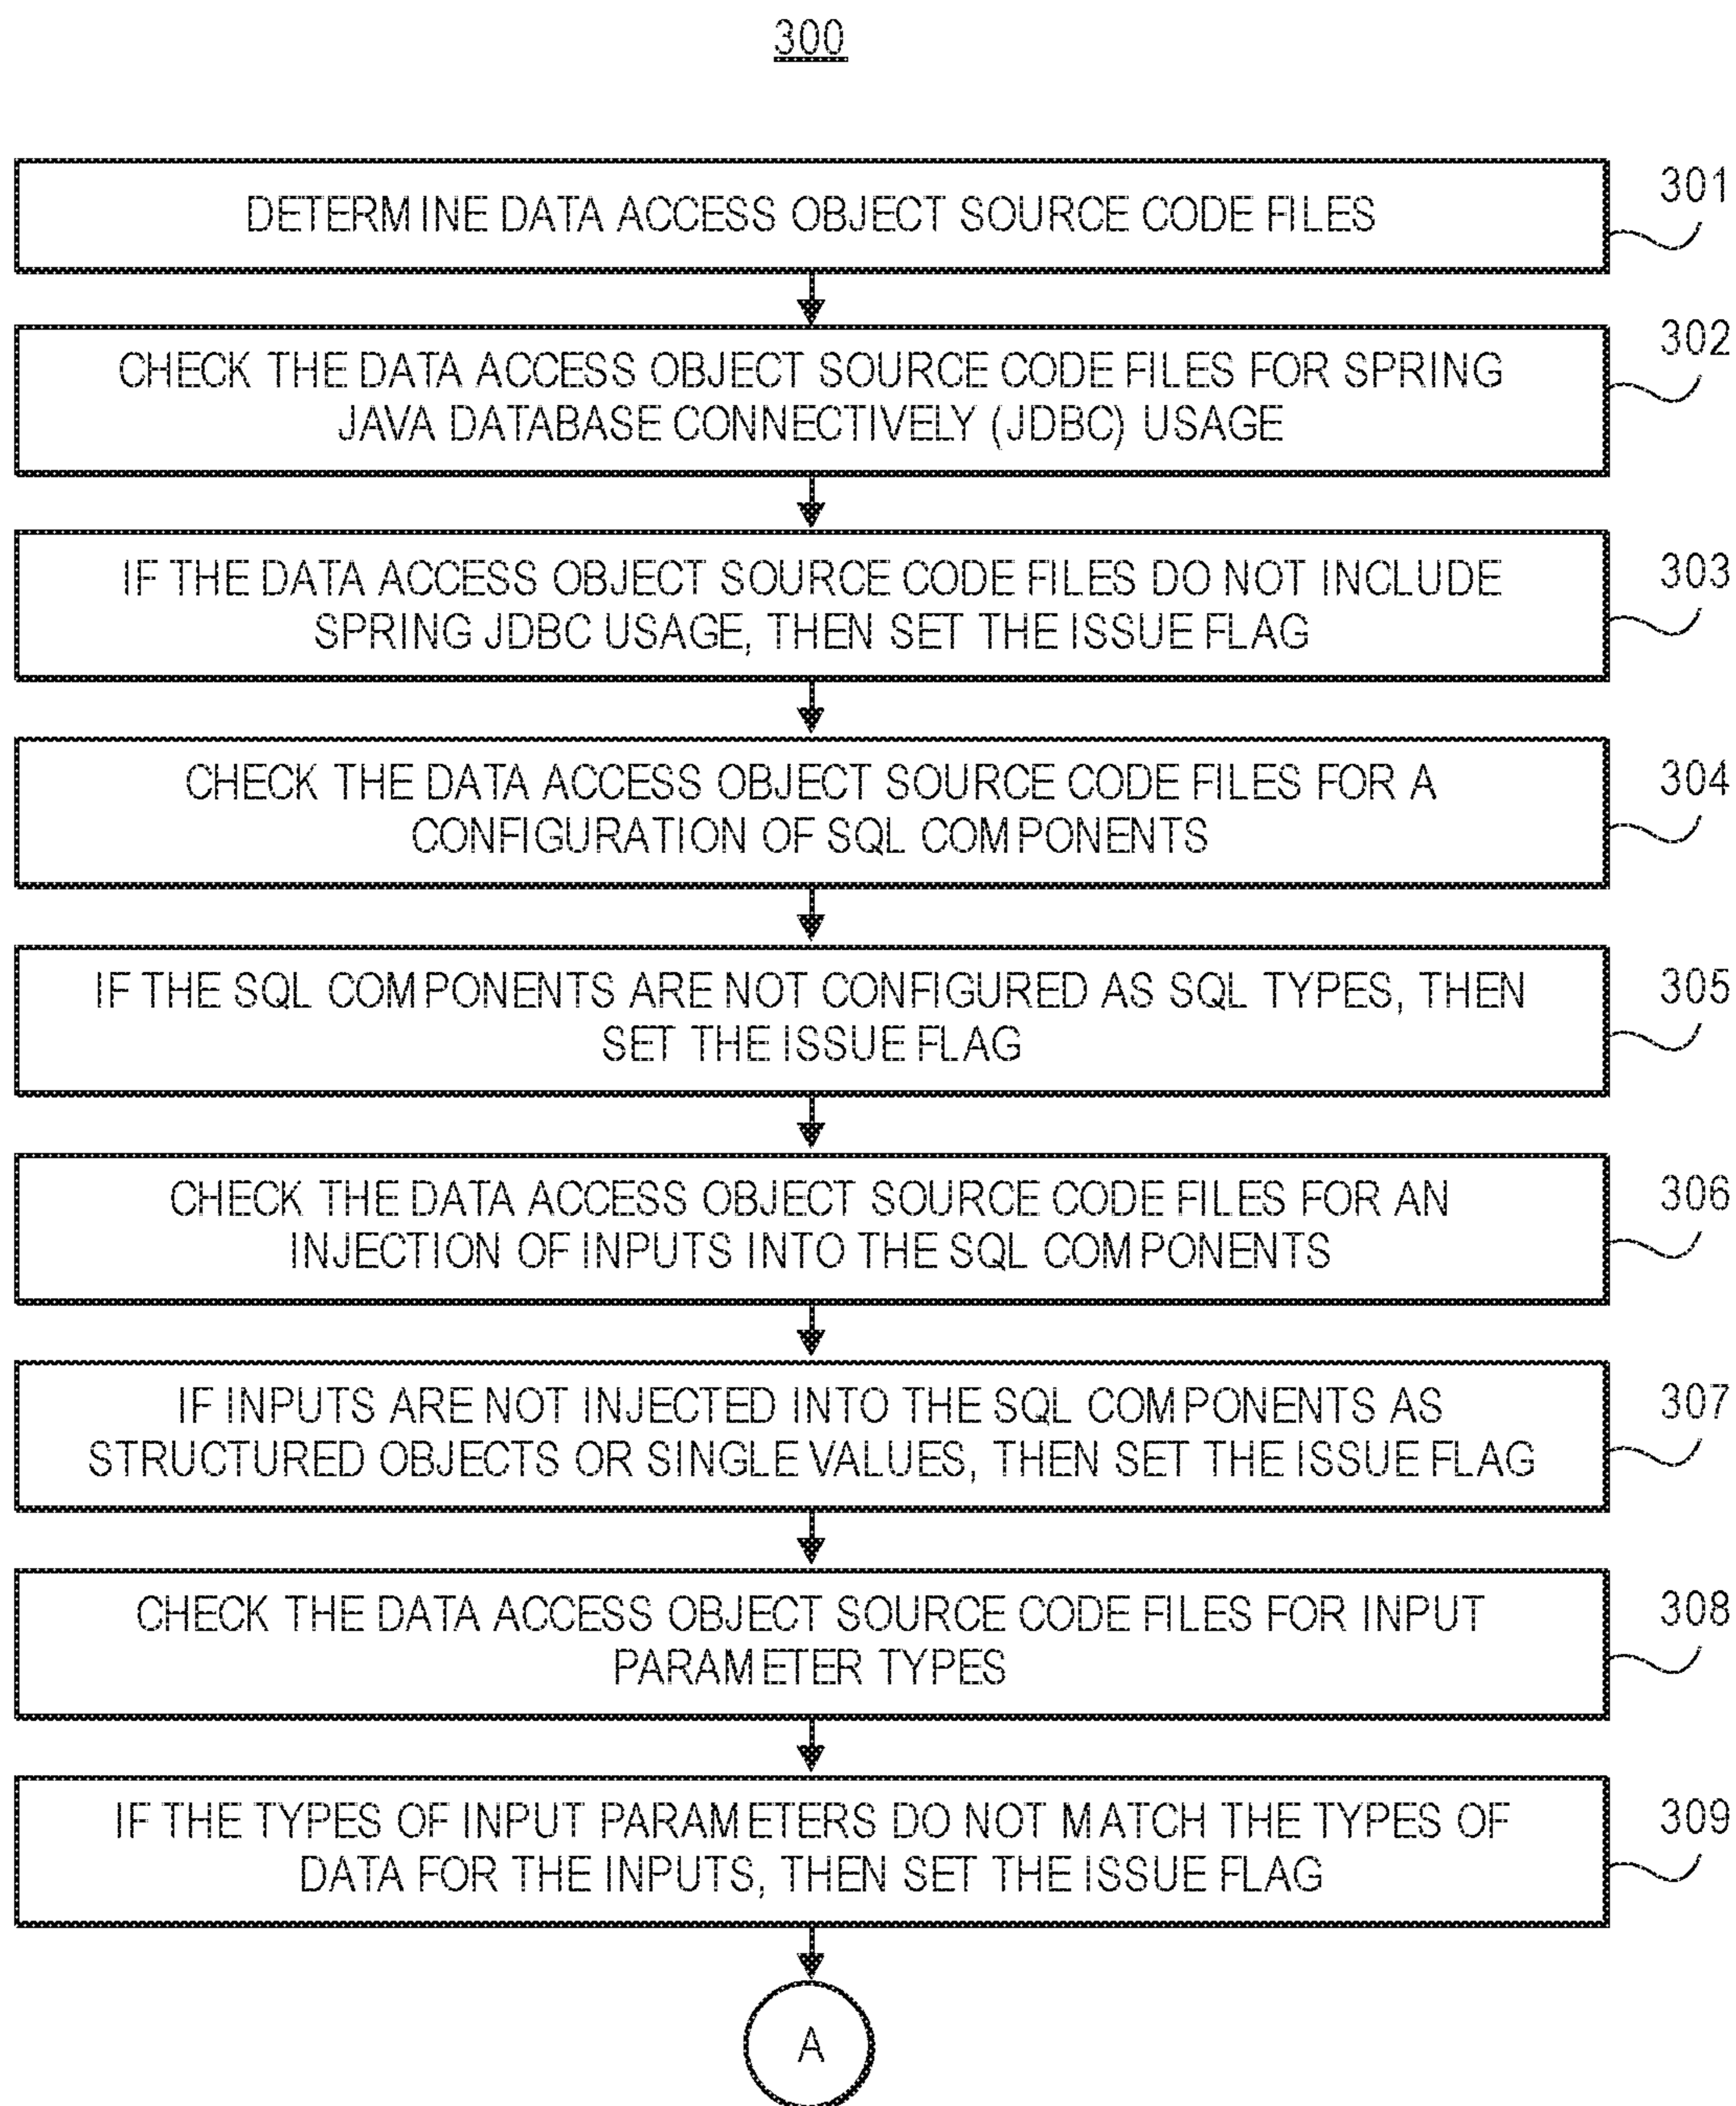 300
DETERMINE DATA ACCESS OBJECT SOURCE CODE FILES
301
CHECK THE DATA ACCESS OBJECT SOURCE CODE FILES FOR SPRING
JAVA DATABASE CONNECTIVELY (JDBC) USAGE
302
IF THE DATA ACCESS OBJECT SOURCE CODE FILES DO NOT INCLUDE
SPRING JDBC USAGE, THEN SET THE ISSUE FLAG
303
CHECK THE DATA ACCESS OBJECT SOURCE CODE FILES FOR A
CONFIGURATION OF SQL COMPONENTS
304
IF THE SQL COMPONENTS ARE NOT CONFIGURED AS SQL TYPES, THEN
SET THE ISSUE FLAG
305
CHECK THE DATA ACCESS OBJECT SOURCE CODE FILES FOR AN
INJECTION OF INPUTS INTO THE SQL COMPONENTS
306
IF INPUTS ARE NOT INJECTED INTO THE SQL COMPONENTS AS
STRUCTURED OBJECTS OR SINGLE VALUES, THEN SET THE ISSUE FLAG
307
CHECK THE DATA ACCESS OBJECT SOURCE CODE FILES FOR INPUT
PARAMETER TYPES
308
IF THE TYPES OF INPUT PARAMETERS DO NOT MATCH THE TYPES OF
DATA FOR THE INPUTS, THEN SET THE ISSUE FLAG
309
A